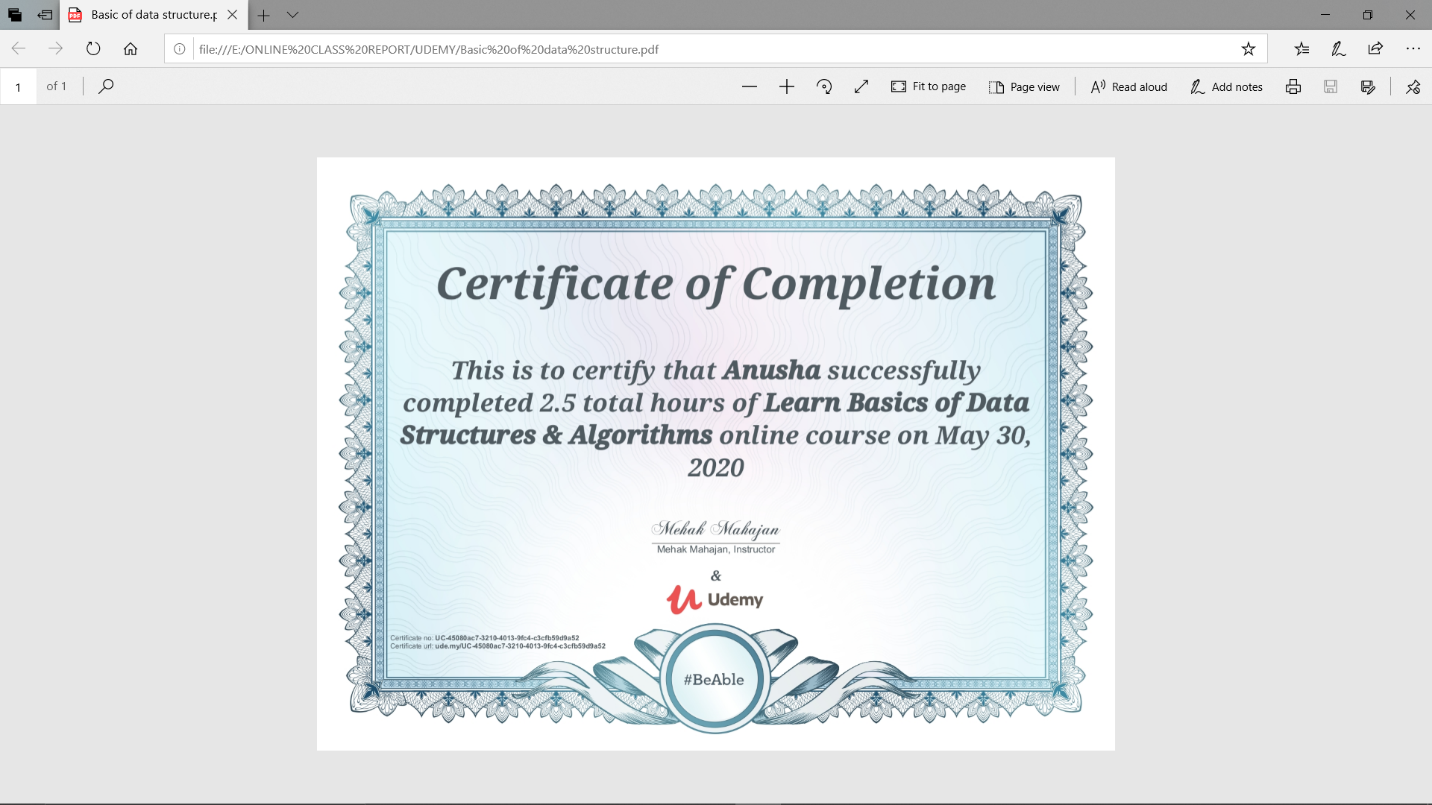 Basic of data structure.p
file:///E:/ONLINE%20CLASS%20REPORT/UDEMY/Basic%20of%20data%20structure.pdf
1 of 1 Fit to page Page view Read aloud Add notes
Certificate of Completion
This is to certify that Anusha successfully
completed 2.5 total hours of Learn Basics of Data
Structures & Algorithms online course on May 30,
2020
Mehak Mahajan
Mehak Mahajan, Instructor
&
Udemy
Certificate no: UC-45080ac7-3210-4013-9fc4-c3cfb59d9a52
Certificate url: ude.my/UC-45080ac7-3210-4013-9fc4-c3cfb59d9a52
#BeAble